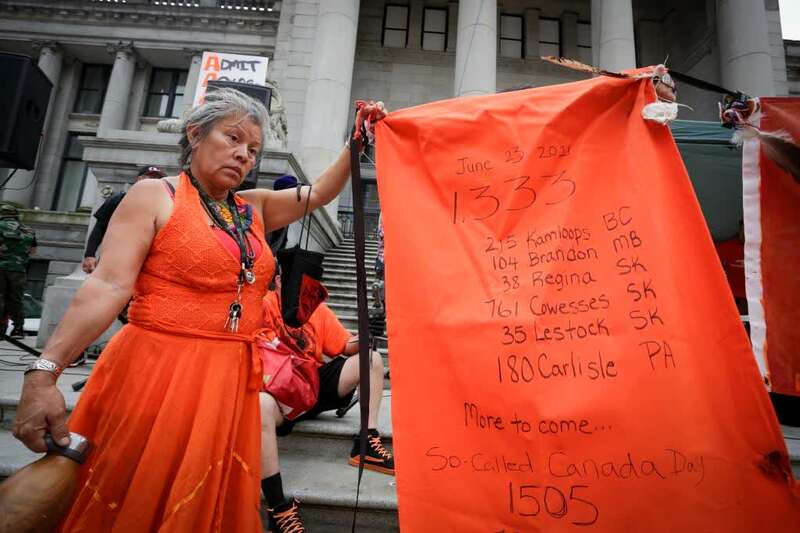 ADMIT
June 23 2021
1,333
215 Kamloops BC
104 Brandon MB
38 Regina SK
761 Cowesses SK
35 Lestock SK
180 Carlisle PA
More to come...
So-Called Canada Day
1505